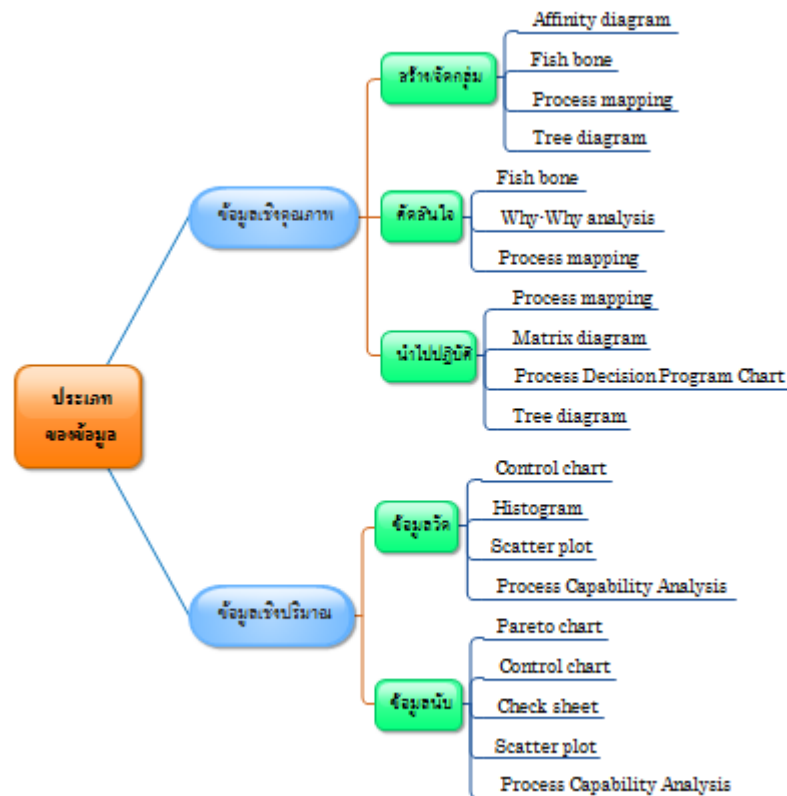 ประเภท
ของข้อมูล
ข้อมูลเชิงคุณภาพ
สร้าง/จัดกลุ่ม
Affinity diagram
Fish bone
Process mapping
Tree diagram
ตัดสินใจ
Fish bone
Why-Why analysis
Process mapping
นำไปปฏิบัติ
Process mapping
Matrix diagram
Process Decision Program Chart
Tree diagram
ข้อมูลเชิงปริมาณ
ข้อมูลวัด
Control chart
Histogram
Scatter plot
Process Capability Analysis
ข้อมูลนับ
Pareto chart
Control chart
Check sheet
Scatter plot
Process Capability Analysis